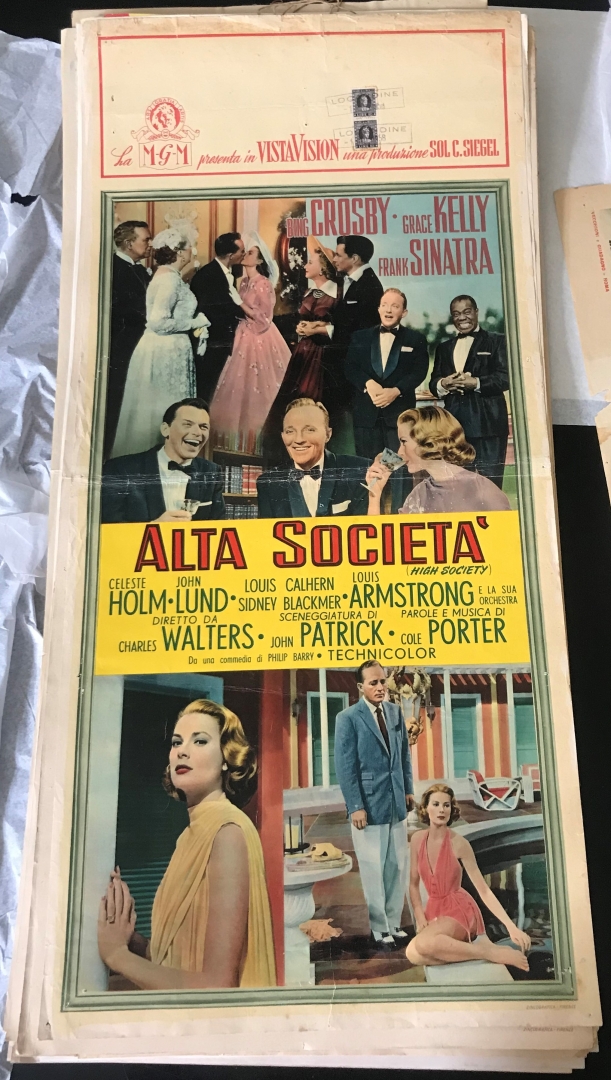 LOCANDINE
LOCANDINE
La M-G-M presenta in VISTAVISION una produzione SOL C. SIEGEL
BING CROSBY · GRACE KELLY
FRANK SINATRA
ALTA SOCIETA'
(HIGH SOCIETY)
CELESTE HOLM · JOHN LUND · LOUIS CALHERN · SIDNEY BLACKMER · LOUIS ARMSTRONG E LA SUA ORCHESTRA
DIRETTO DA CHARLES WALTERS · SCENEGGIATURA DI JOHN PATRICK · PAROLE E MUSICA DI COLE PORTER
Da una commedia di PHILIP BARRY · TECHNICOLOR